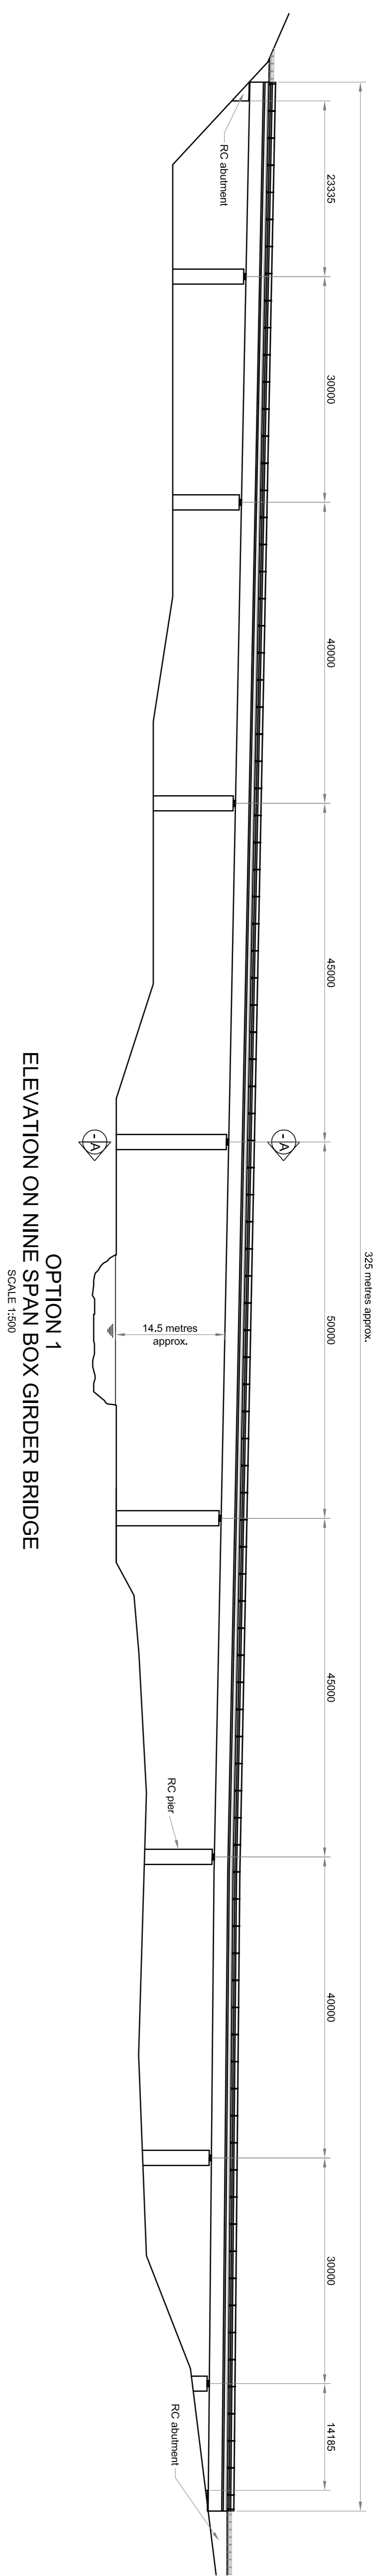 325 metres approx.
23335
30000
40000
45000
50000
45000
40000
30000
14185
RC abutment
A
-
14.5 metres
approx.
RC pier
RC abutment
A
-
OPTION 1
ELEVATION ON NINE SPAN BOX GIRDER BRIDGE
SCALE 1:500